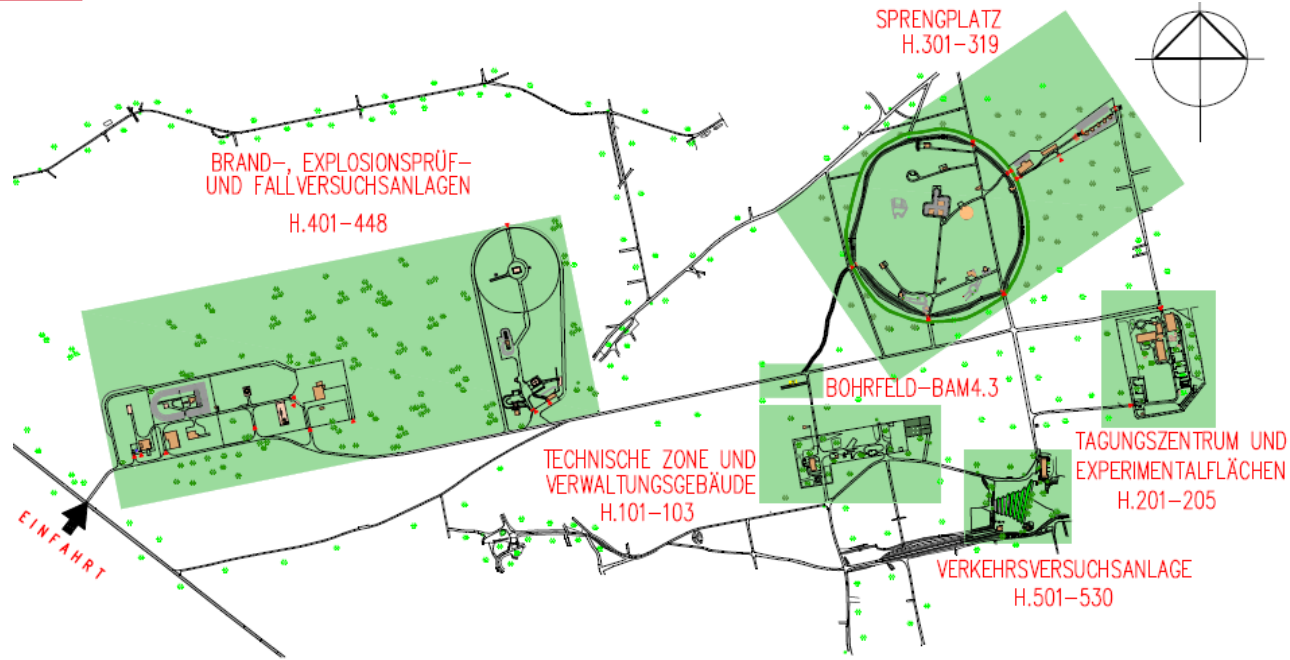 SPRENGPLATZ
H.301-319
BRAND-, EXPLOSIONSPRÜF-
UND FALLVERSUCHSANLAGEN
H.401-448
BOHRFELD-BAM4.3
TECHNISCHE ZONE UND
VERWALTUNGSGEBÄUDE
H.101-103
TAGUNGSZENTRUM UND
EXPERIMENTALFLÄCHEN
H.201-205
EINFAHRT
VERKEHRSVERSUCHSANLAGE
H.501-530